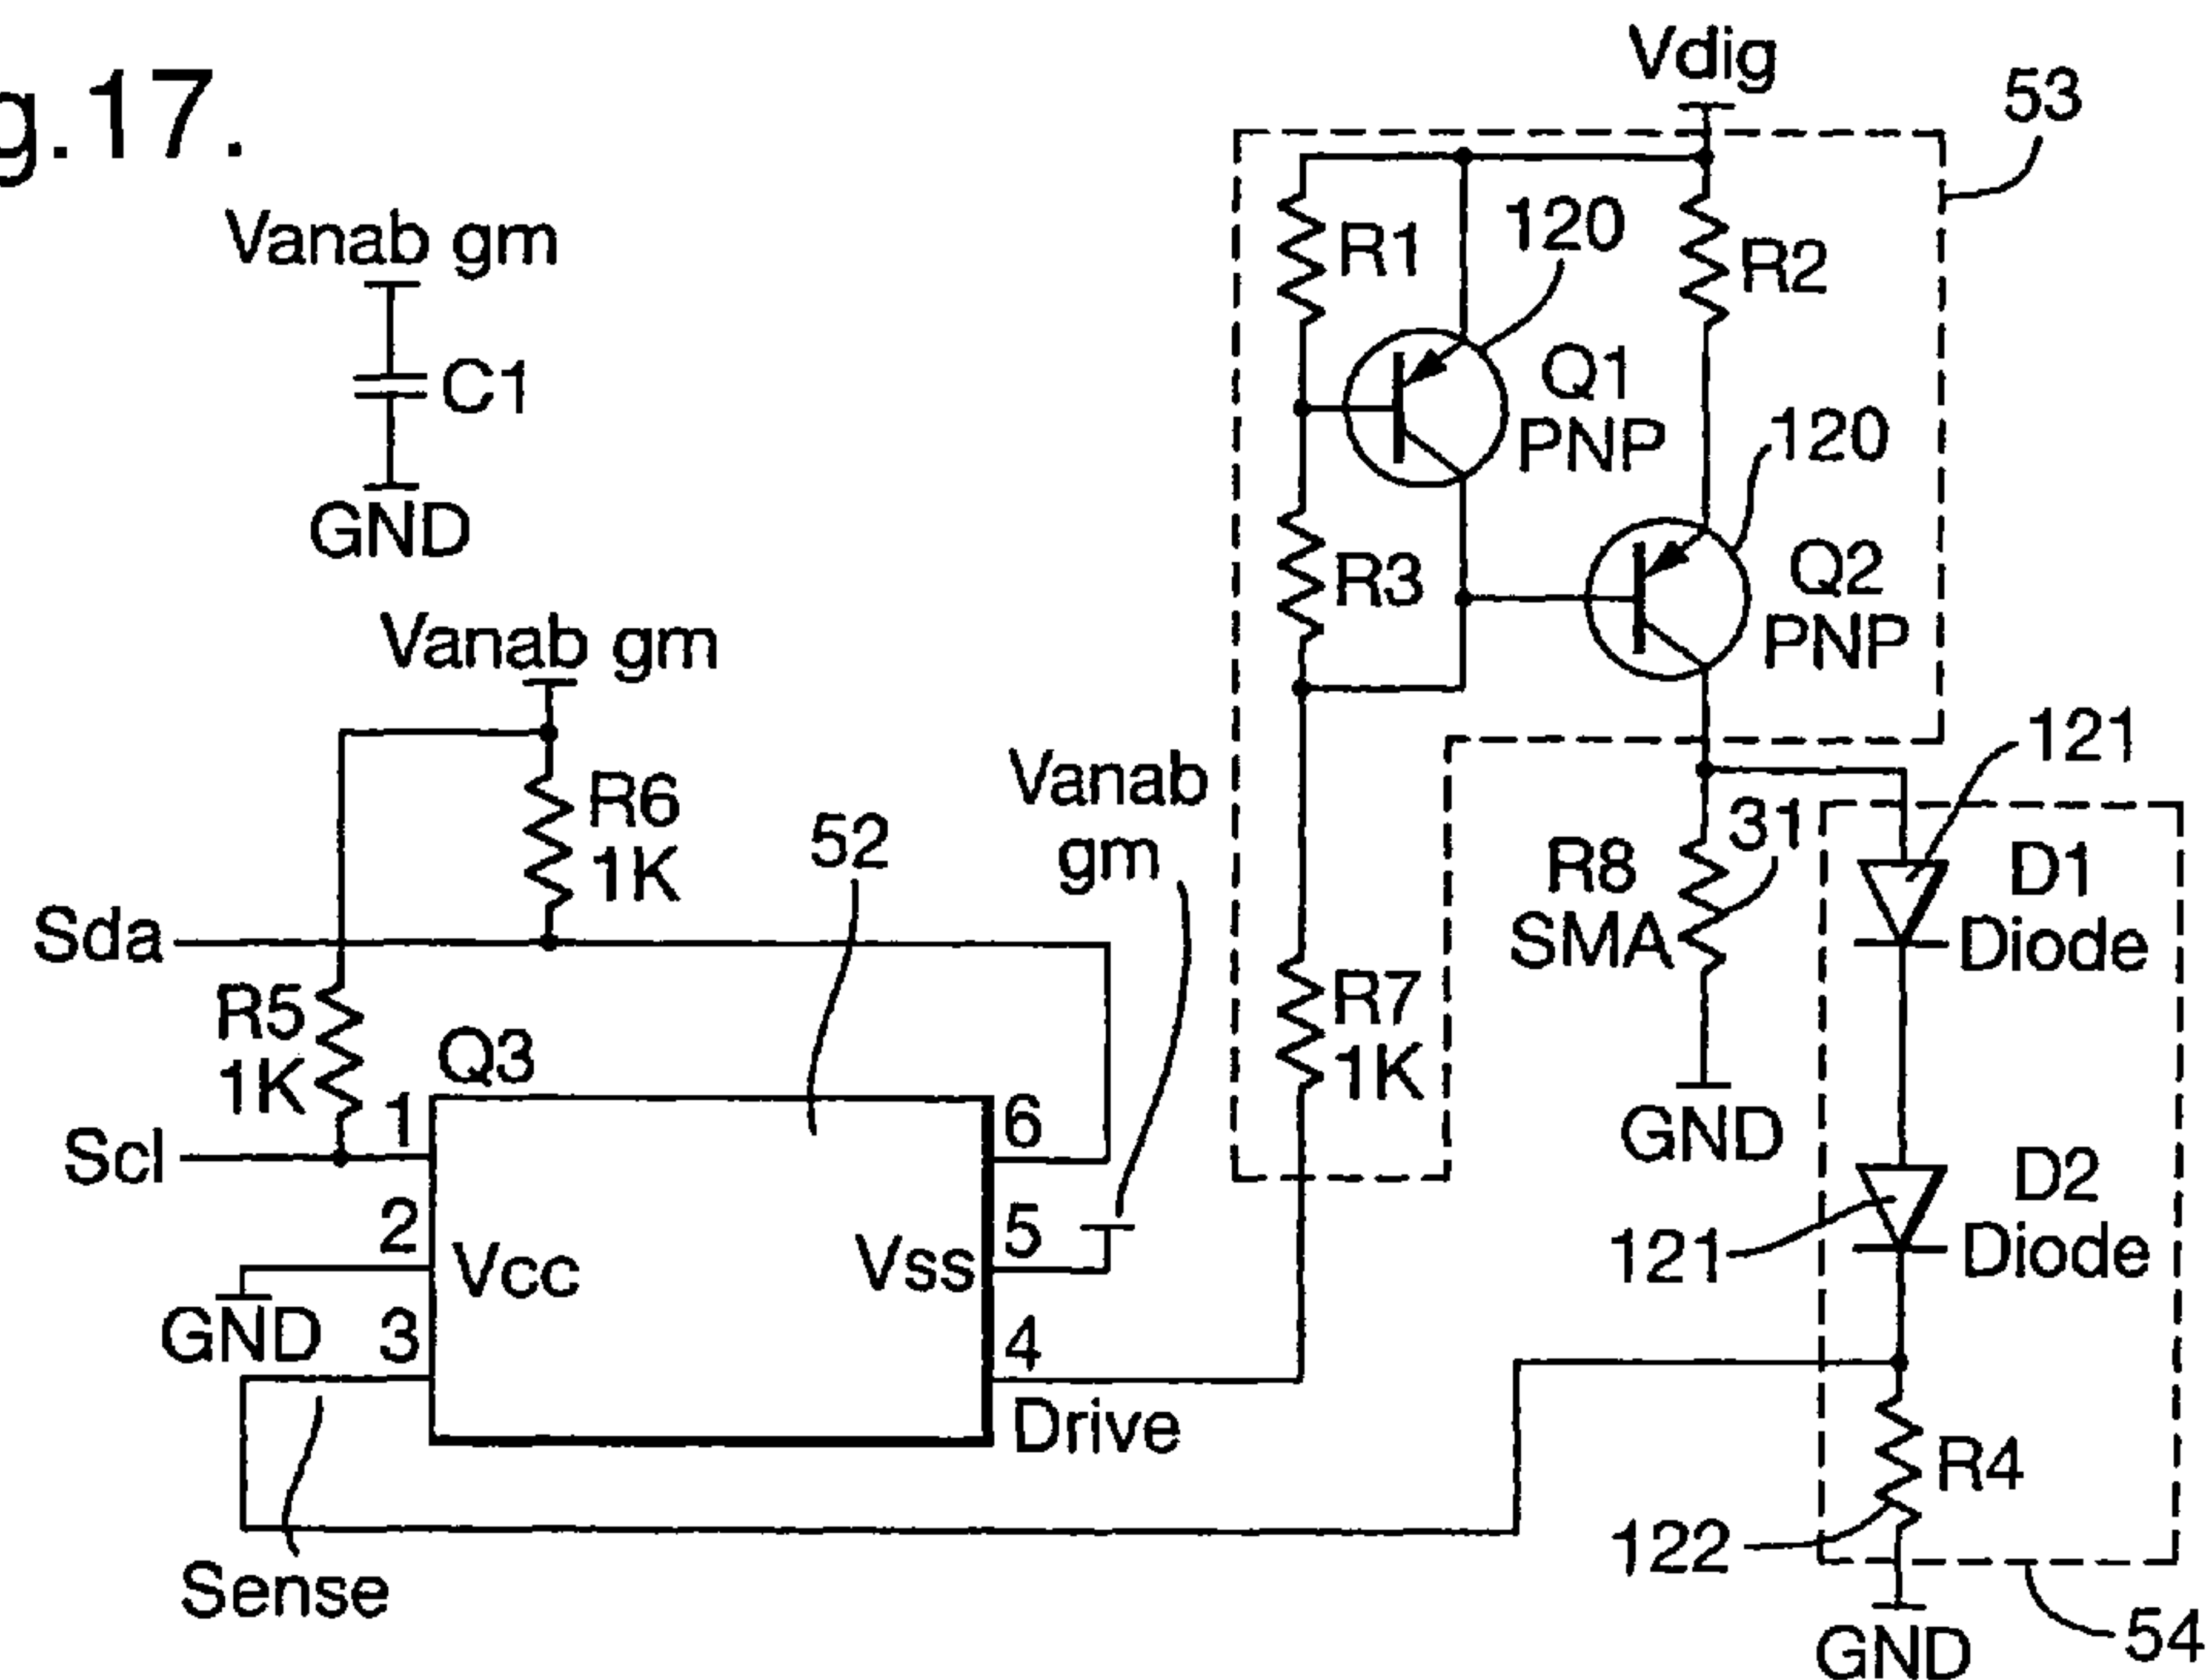 g.17.
Vdig
53
Vanab gm
C1
GND
R1
120
R2
Q1
PNP
120
R3
Q2
PNP
Vanab gm
R6
1K
52
Vanab
gm
121
31
R8
SMA
D1
Diode
Sda
R5
1K
Q3
R7
1K
Scl
1
6
GND
2
5
Vcc
Vss
D2
Diode
121
GND
3
4
Drive
R4
122
Sense
54
GND